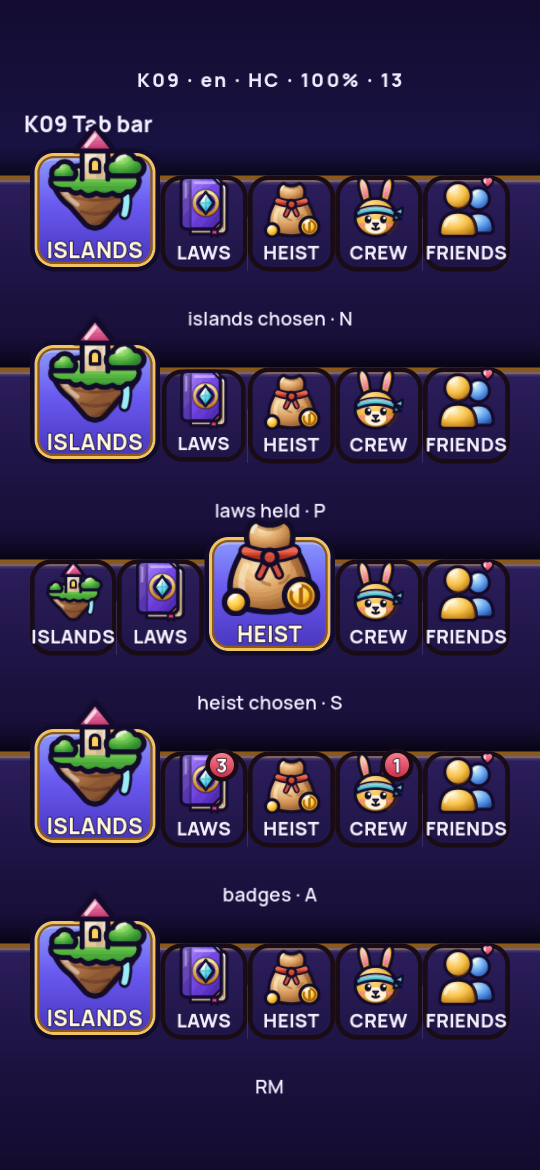 K09 · en · HC · 100% · 13
K09 Tab bar
ISLANDS LAWS HEIST CREW FRIENDS
islands chosen · N
ISLANDS LAWS HEIST CREW FRIENDS
laws held · P
ISLANDS LAWS HEIST CREW FRIENDS
heist chosen · S
3 1
ISLANDS LAWS HEIST CREW FRIENDS
badges · A
ISLANDS LAWS HEIST CREW FRIENDS
RM